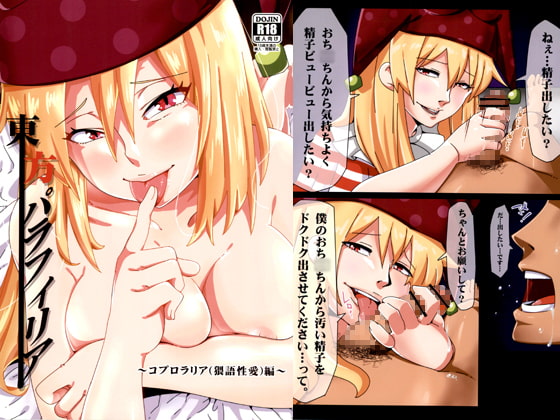 DOJIN
R18
成人向け
東方。パラフィリア
～コプロラリア(猥語性愛)編～
ねぇ…精子出したい?
おち ちんから気持ちよく
精子ビュービュー出したい?
だ…出したい…です…
ちゃんとお願いして?
僕のおち ちんから汚い精子を
ドクドク出させてください…って。